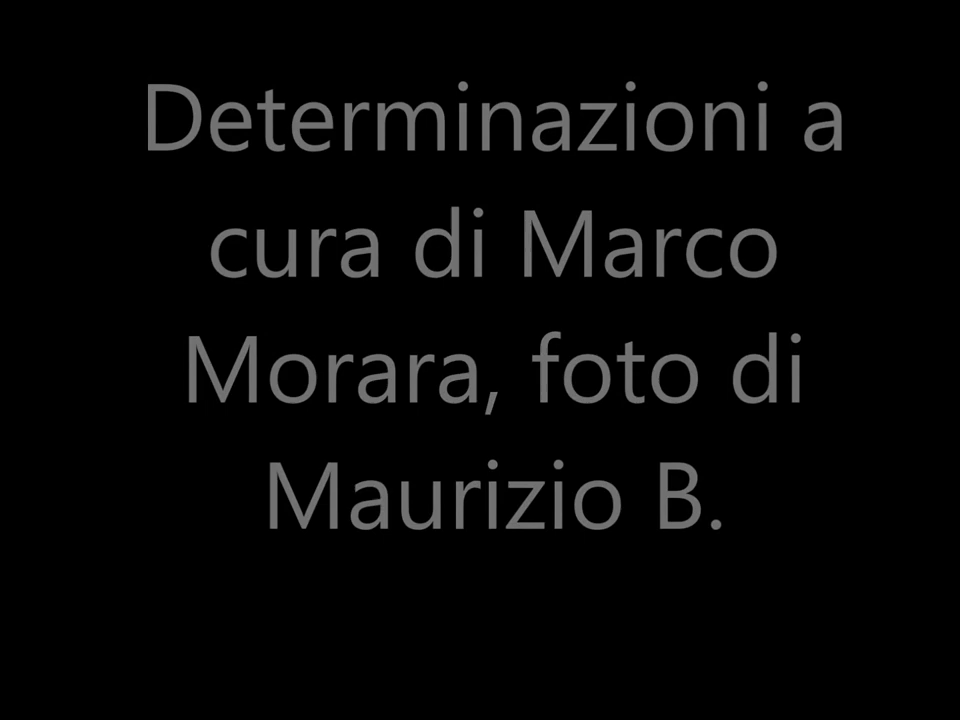 Determinazioni a
cura di Marco
Morara, foto di
Maurizio B.